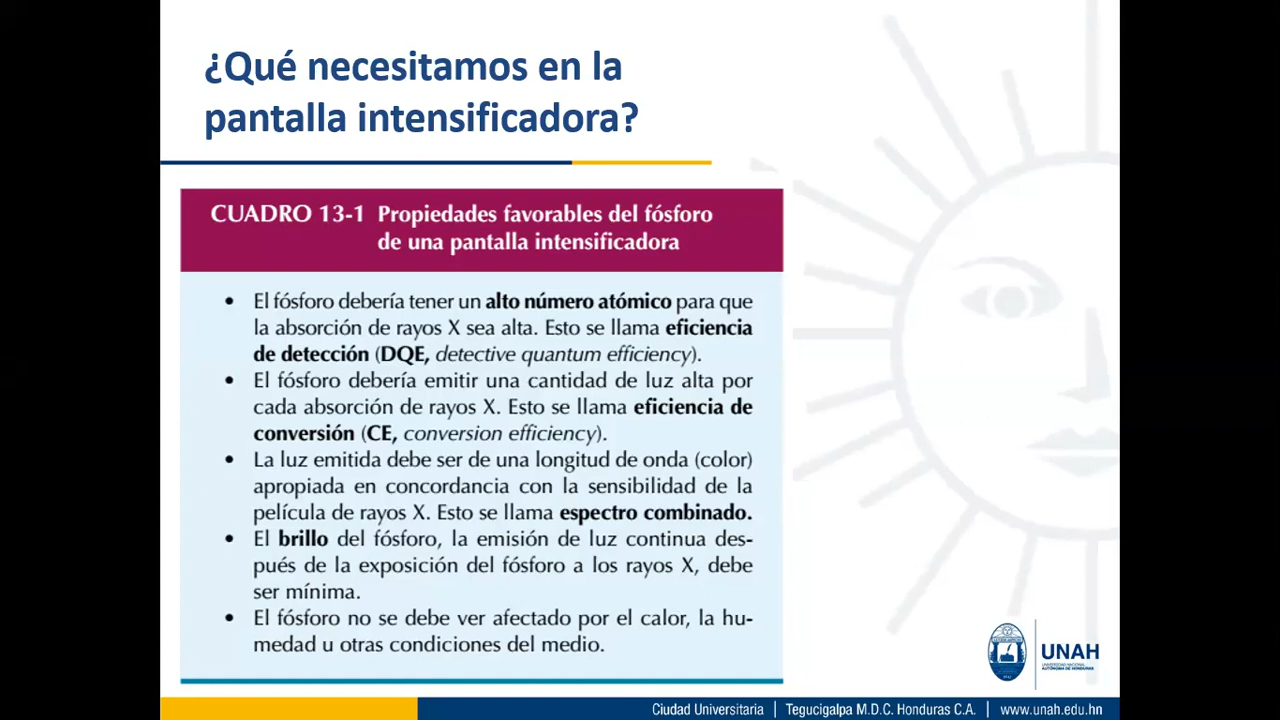 ¿Qué necesitamos en la
pantalla intensificadora?
CUADRO 13-1 Propiedades favorables del fósforo
de una pantalla intensificadora
• El fósforo debería tener un alto número atómico para que
la absorción de rayos X sea alta. Esto se llama eficiencia
de detección (DQE, detective quantum efficiency).
• El fósforo debería emitir una cantidad de luz alta por
cada absorción de rayos X. Esto se llama eficiencia de
conversión (CE, conversion efficiency).
• La luz emitida debe ser de una longitud de onda (color)
apropiada en concordancia con la sensibilidad de la
película de rayos X. Esto se llama espectro combinado.
• El brillo del fósforo, la emisión de luz continua des-
pués de la exposición del fósforo a los rayos X, debe
ser mínima.
• El fósforo no se debe ver afectado por el calor, la hu-
medad u otras condiciones del medio.
UNAH
UNIVERSIDAD NACIONAL
AUTÓNOMA DE HONDURAS
Ciudad Universitaria | Tegucigalpa M.D.C. Honduras C.A. | www.unah.edu.hn